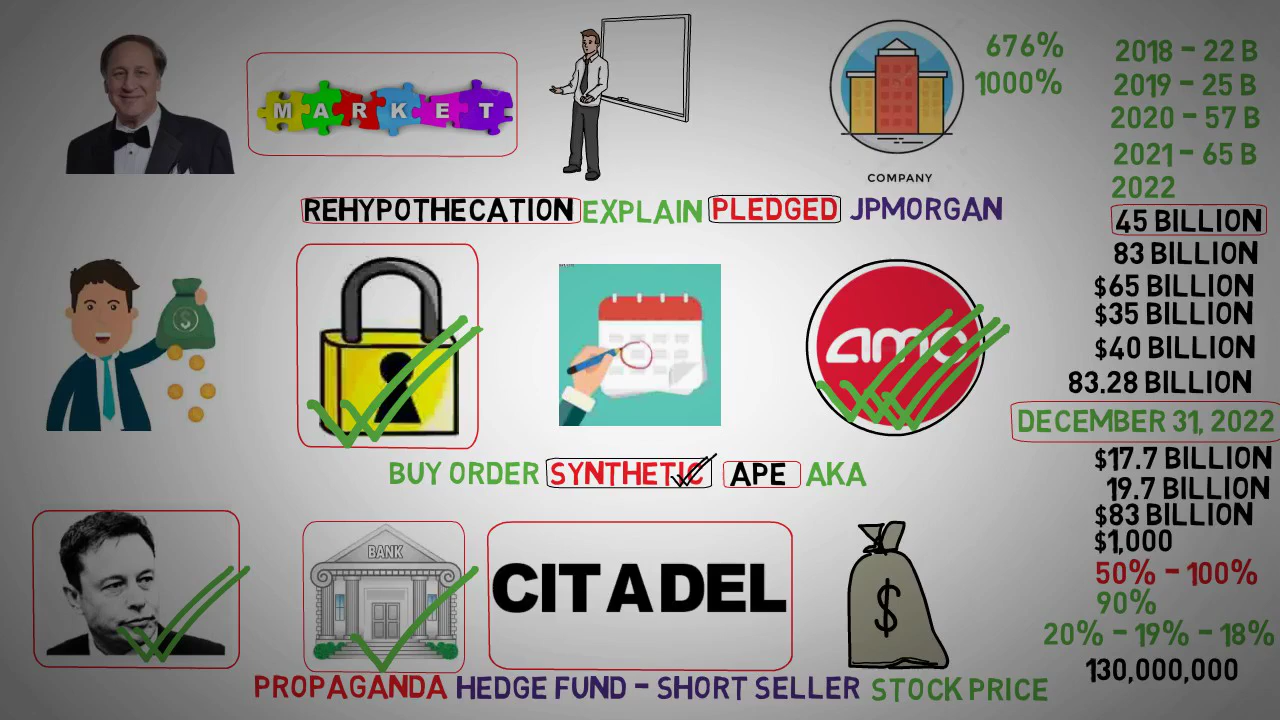 MARKET
676%
1000%
COMPANY
2018 - 22 B
2019 - 25 B
2020 - 57 B
2021 - 65 B
2022
REHYPOTHECATION EXPLAIN PLEDGED JPMORGAN
45 BILLION
83 BILLION
$65 BILLION
$35 BILLION
$40 BILLION
83.28 BILLION
amc
$
DECEMBER 31, 2022
BUY ORDER SYNTHETIC APE AKA
$17.7 BILLION
19.7 BILLION
$83 BILLION
$1,000
50% - 100%
90%
20% - 19% - 18%
130,000,000
BANK
CITADEL
$
PROPAGANDA HEDGE FUND - SHORT SELLER STOCK PRICE